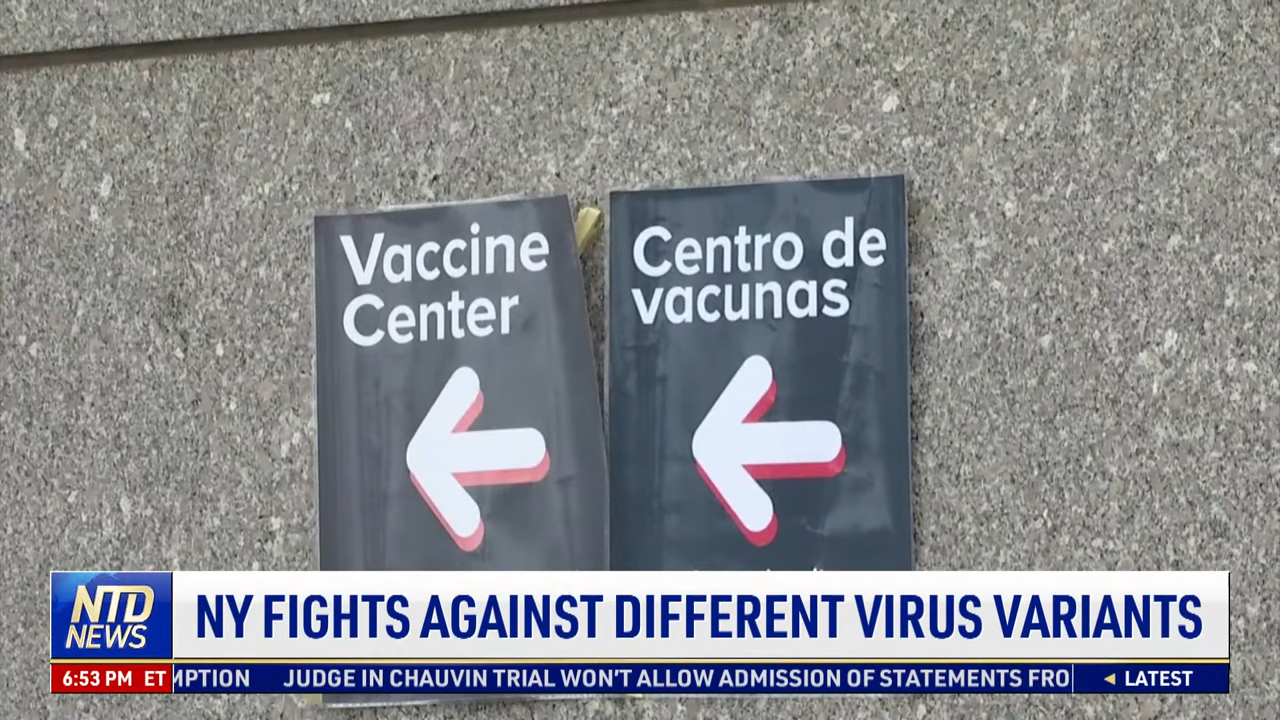 Vaccine
Center
Centro de
vacunas
NTD
NEWS
NY FIGHTS AGAINST DIFFERENT VIRUS VARIANTS
6:53 PM ET
MPTION JUDGE IN CHAUVIN TRIAL WON'T ALLOW ADMISSION OF STATEMENTS FRO
LATEST